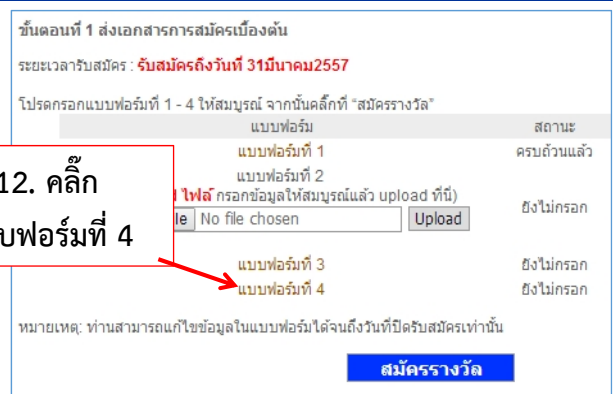 ขั้นตอนที่ 1 ส่งเอกสารการสมัครเบื้องต้น
ระยะเวลารับสมัคร : รับสมัครถึงวันที่ 31มีนาคม2557
โปรดกรอกแบบฟอร์มที่ 1 - 4 ให้สมบูรณ์ จากนั้นคลิ๊กที่ “สมัครรางวัล”
แบบฟอร์ม สถานะ
แบบฟอร์มที่ 1 ครบถ้วนแล้ว
แบบฟอร์มที่ 2
ไฟล์ กรอกข้อมูลให้สมบูรณ์แล้ว upload ที่นี่)
No file chosen Upload ยังไม่กรอก
12. คลิ๊ก
ฟอร์มที่ 4
แบบฟอร์มที่ 3 ยังไม่กรอก
แบบฟอร์มที่ 4 ยังไม่กรอก
หมายเหตุ: ท่านสามารถแก้ไขข้อมูลในแบบฟอร์มได้จนถึงวันที่ปิดรับสมัครเท่านั้น
สมัครรางวัล